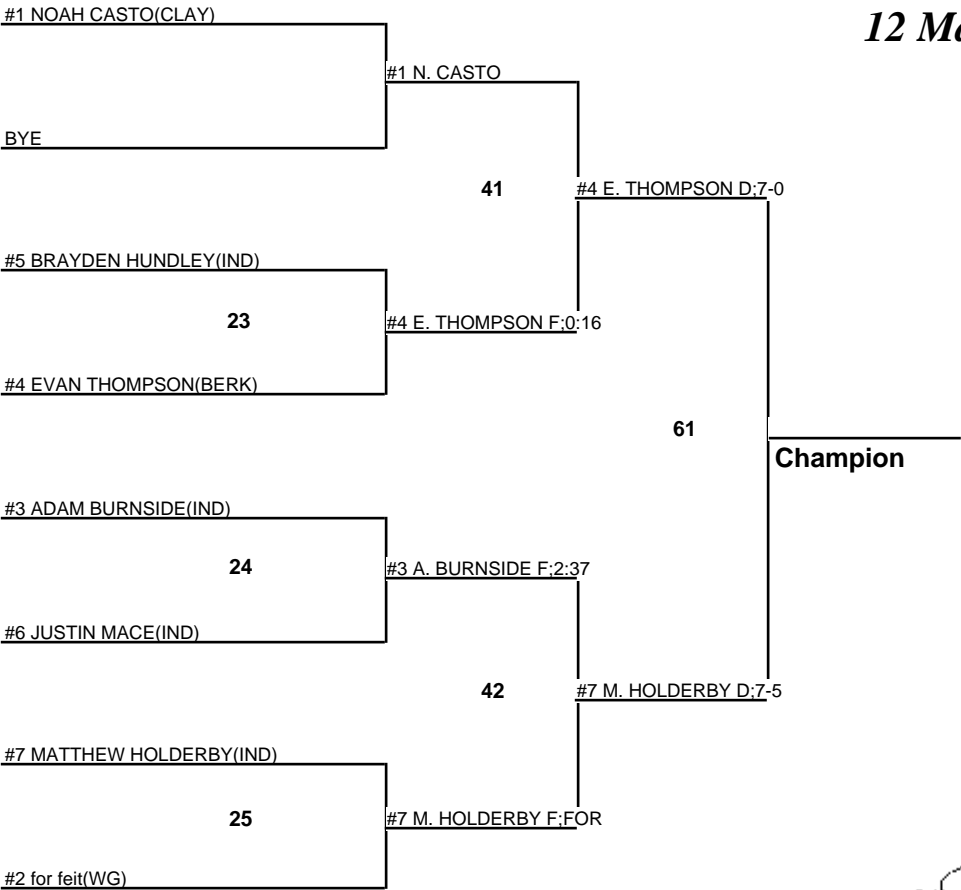 #1 NOAH CASTO(CLAY)
12
#1 N. CASTO
BYE
41
#4 E. THOMPSON D;7-0
#5 BRAYDEN HUNDLEY(IND)
23
#4 E. THOMPSON F;0:16
#4 EVAN THOMPSON(BERK)
61
Champion
#3 ADAM BURNSIDE(IND)
24
#3 A. BURNSIDE F;2:37
#6 JUSTIN MACE(IND)
42
#7 M. HOLDERBY D;7-5
#7 MATTHEW HOLDERBY(IND)
25
#7 M. HOLDERBY F;FOR
#2 for feit(WG)